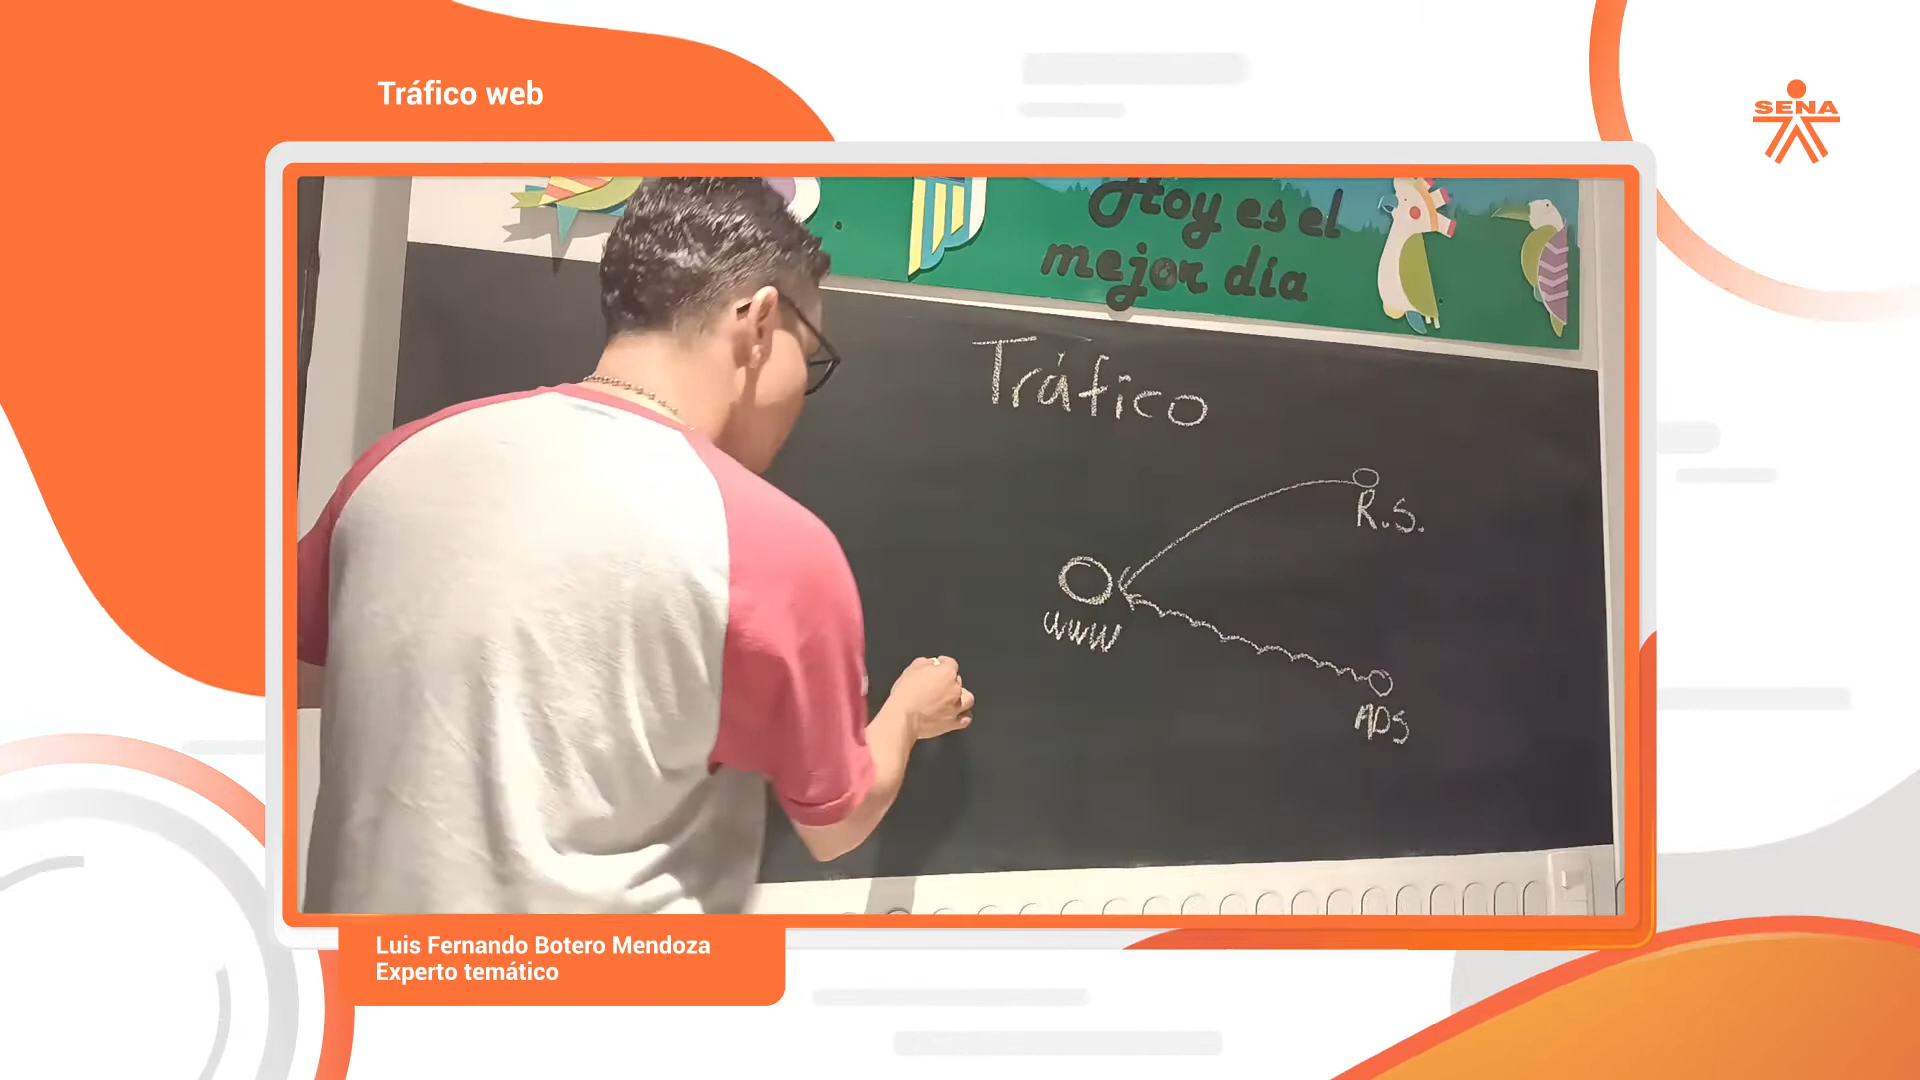 Tráfico web
SENA
Hoy es el
mejor día
Tráfico
R.S.
WWW
ADS
Luis Fernando Botero Mendoza
Experto temático